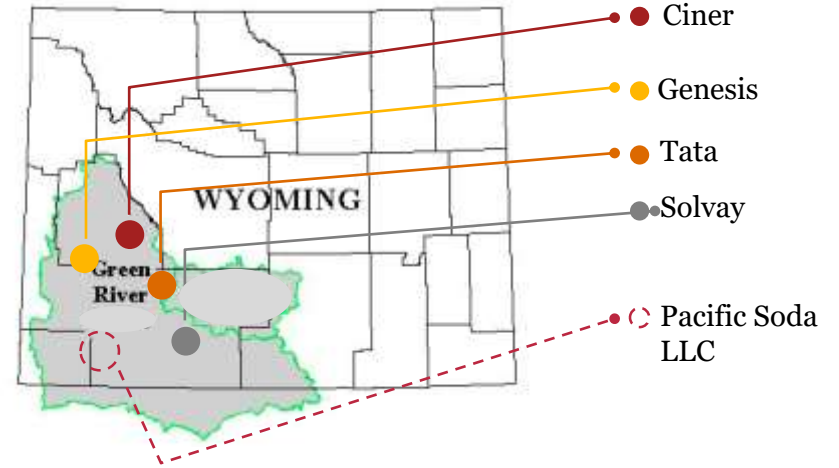 Ciner
Genesis
Tata
WYOMING
Solvay
Green
River
Pacific Soda
LLC